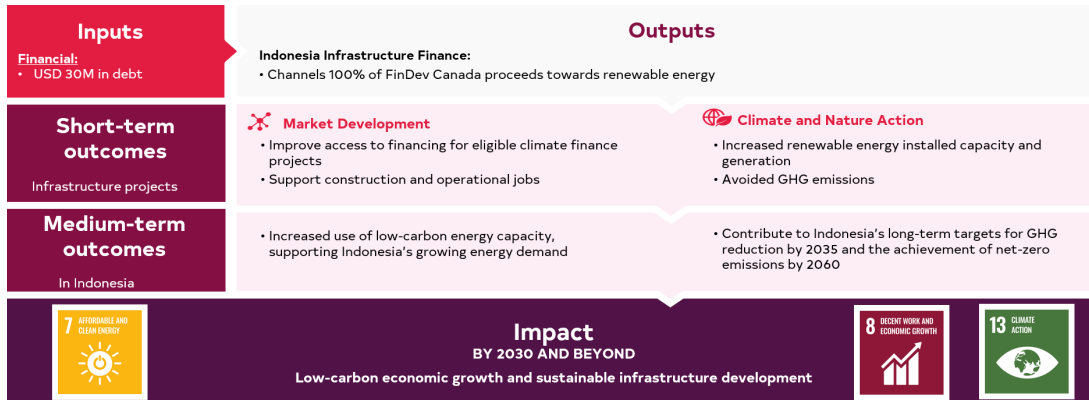 Inputs
Financial:
• USD 30M in debt
Outputs
Indonesia Infrastructure Finance:
• Channels 100% of FinDev Canada proceeds towards renewable energy
Short-term
outcomes
Infrastructure projects
Market Development
• Improve access to financing for eligible climate finance
projects
• Support construction and operational jobs
Climate and Nature Action
• Increased renewable energy installed capacity and
generation
• Avoided GHG emissions
Medium-term
outcomes
In Indonesia
• Increased use of low-carbon energy capacity,
supporting Indonesia's growing energy demand
• Contribute to Indonesia's long-term targets for GHG
reduction by 2035 and the achievement of net-zero
emissions by 2060
7 AFFORDABLE AND
CLEAN ENERGY
Impact
BY 2030 AND BEYOND
Low-carbon economic growth and sustainable infrastructure development
8 DECENT WORK AND
ECONOMIC GROWTH
13 CLIMATE
ACTION